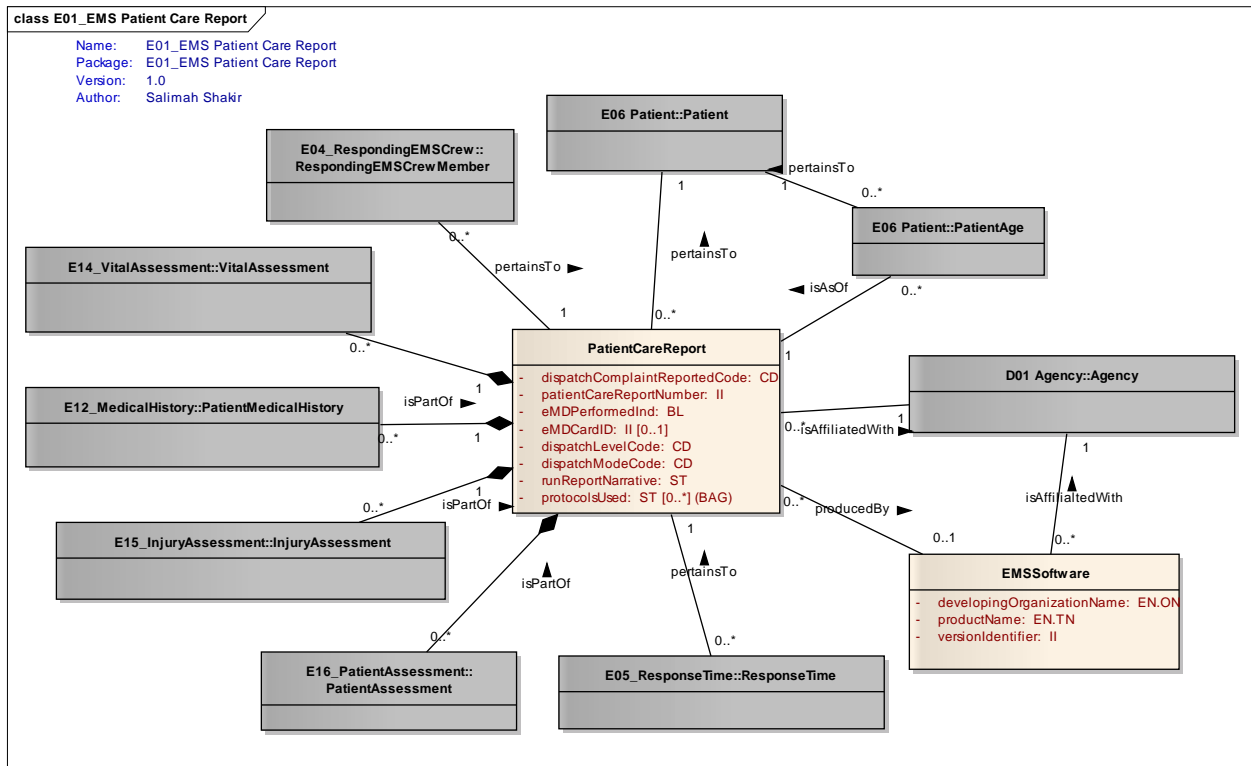 class E01_EMS Patient Care Report
Name: E01_EMS Patient Care Report
Package: E01_EMS Patient Care Report
Version: 1.0
Author: Salimah Shakir
E06 Patient::Patient
E04_RespondingEMSCrew::
RespondingEMSCrewMember
pertainsTo
1
1
0..*
E06 Patient::PatientAge
0..*
pertainsTo
1
pertainsTo
0..*
isAsOf
0..*
1
E14_VitalAssessment::VitalAssessment
0..*
1
PatientCareReport
- dispatchComplaintReportedCode: CD
- patientCareReportNumber: II
- eMDPerformedInd: BL
- eMDCardID: II [0..1]
- dispatchLevelCode: CD
- dispatchModeCode: CD
- runReportNarrative: ST
- protocolsUsed: ST [0..*] (BAG)
D01 Agency::Agency
E12_MedicalHistory::PatientMedicalHistory
isPartOf
0..*
1
0..*
1
isAffiliatedWith
1
isAffilialtedWith
0..*
E15_InjuryAssessment::InjuryAssessment
0..*
1
isPartOf
0..*
producedBy
0..1
EMSSoftware
- developingOrganizationName: EN.ON
- productName: EN.TN
- versionIdentifier: II
isPartOf
0..*
1
pertainsTo
0..*
E16_PatientAssessment::
PatientAssessment
E05_ResponseTime::ResponseTime